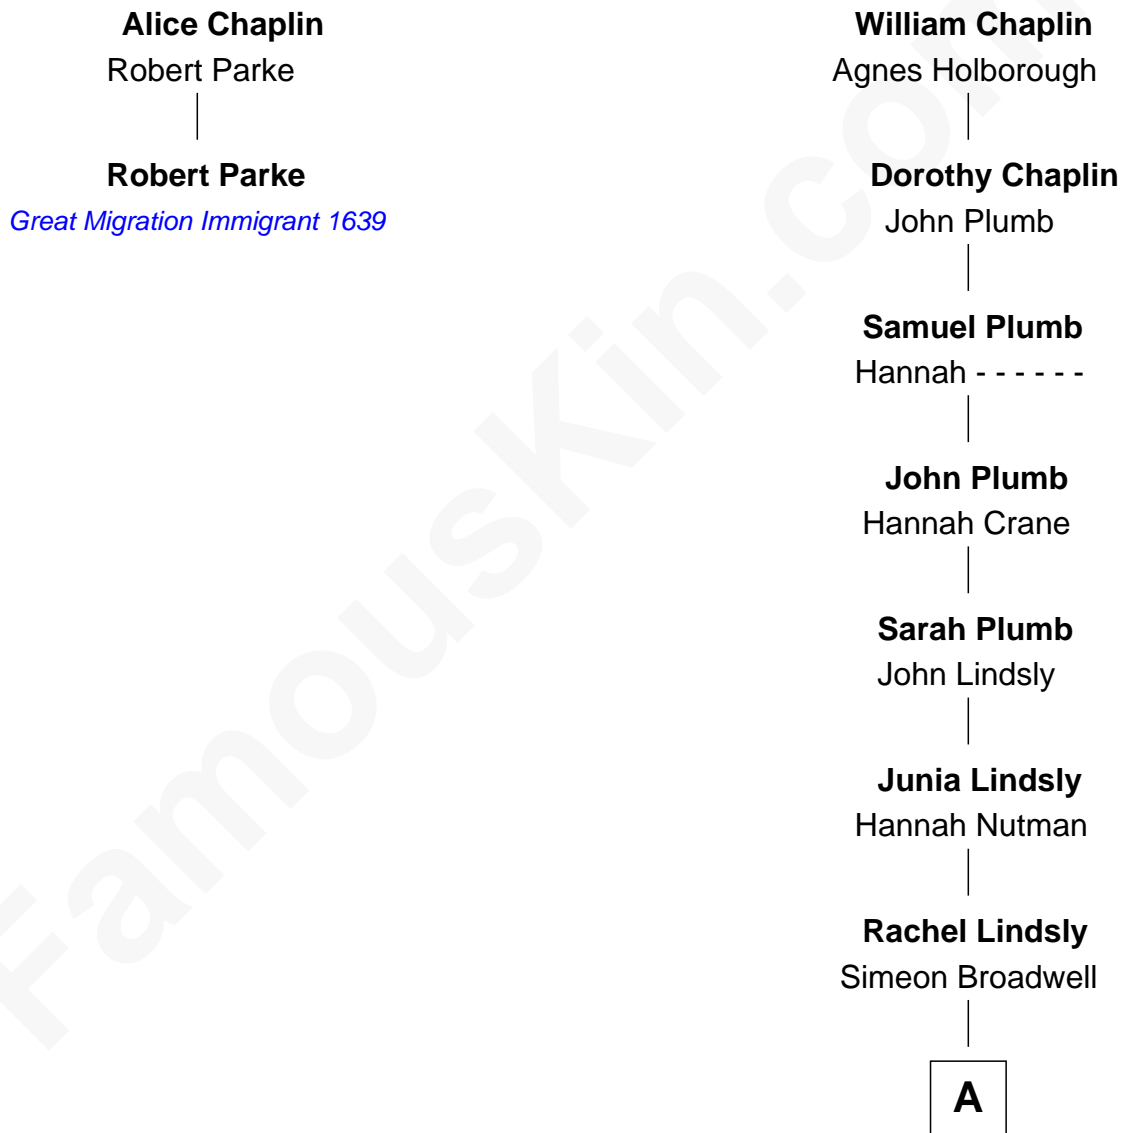 Alice Chaplin
Robert Parke
Robert Parke
Great Migration Immigrant 1639
William Chaplin
Agnes Holborough
Dorothy Chaplin
John Plumb
Samuel Plumb
Hannah - - - - - -
John Plumb
Hannah Crane
Sarah Plumb
John Lindsly
Junia Lindsly
Hannah Nutman
Rachel Lindsly
Simeon Broadwell
A
FamousKin.com